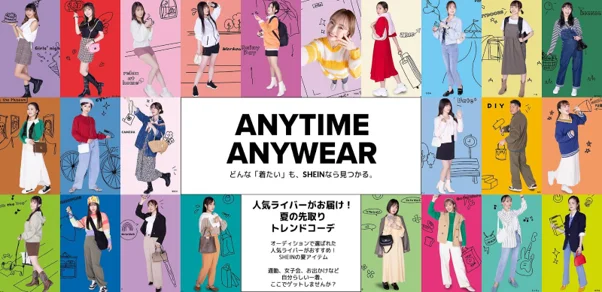 ANYTIME
ANYWEAR
どんな「着たい」も、SHEINなら見つかる。
DIY
人気ライバーがお届け！
夏の先取り
トレンドコーデ
オーディションで選ばれた
人気ライバーがおすすめ！
SHEINの夏アイテム
通勤、女子会、お出かけなど
自分らしい一着、
ここでゲットしませんか？